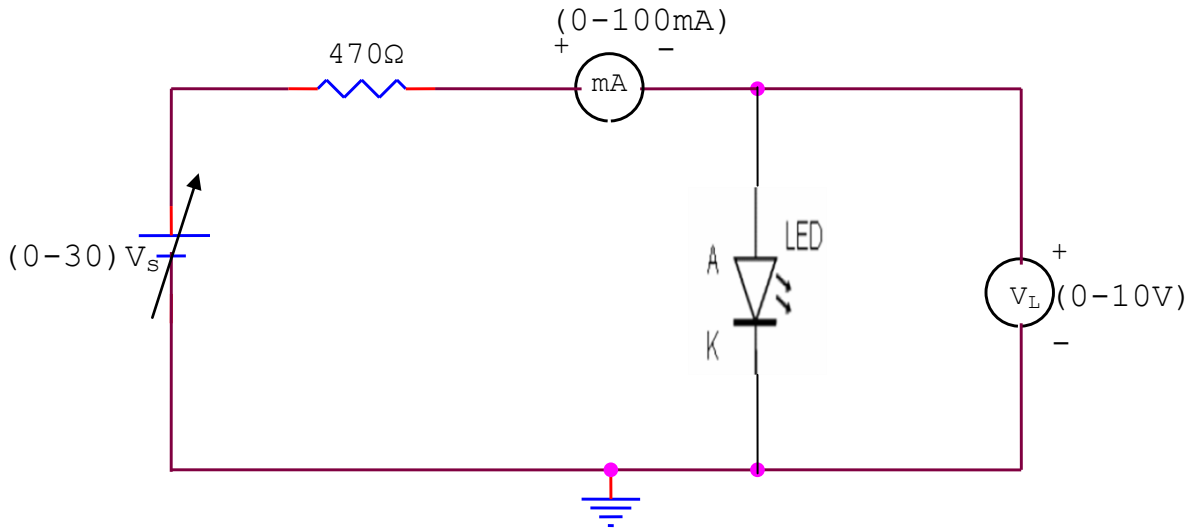 (0-100mA)
+ -
470Ω
mA
LED
A
(0-30)Vs
+
VL (0-10V)
K
-